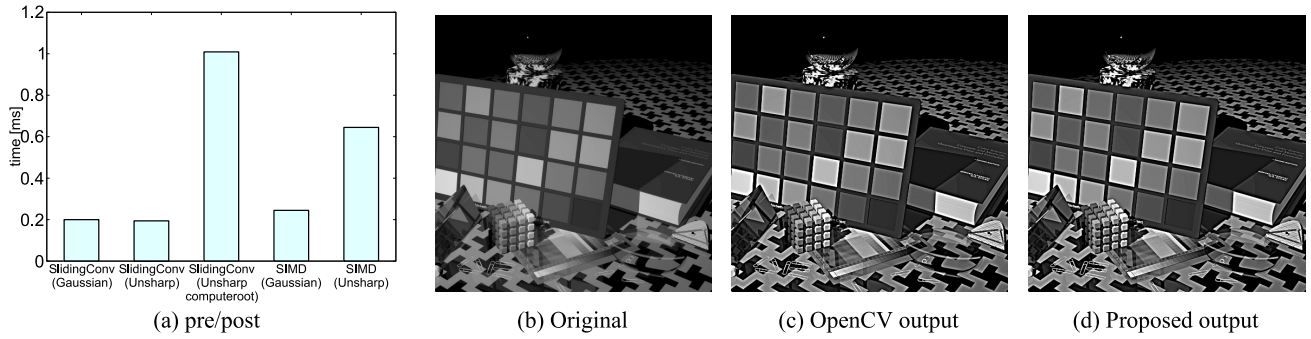 1.2
1
0.8
0.6
0.4
0.2
0
time[ms]
SlidingConv
(Gaussian)
SlidingConv
(Unsharp)
SlidingConv
(Unsharp
computeroot)
SIMD
(Gaussian)
SIMD
(Unsharp)
(a) pre/post
(b) Original
(c) OpenCV output
(d) Proposed output